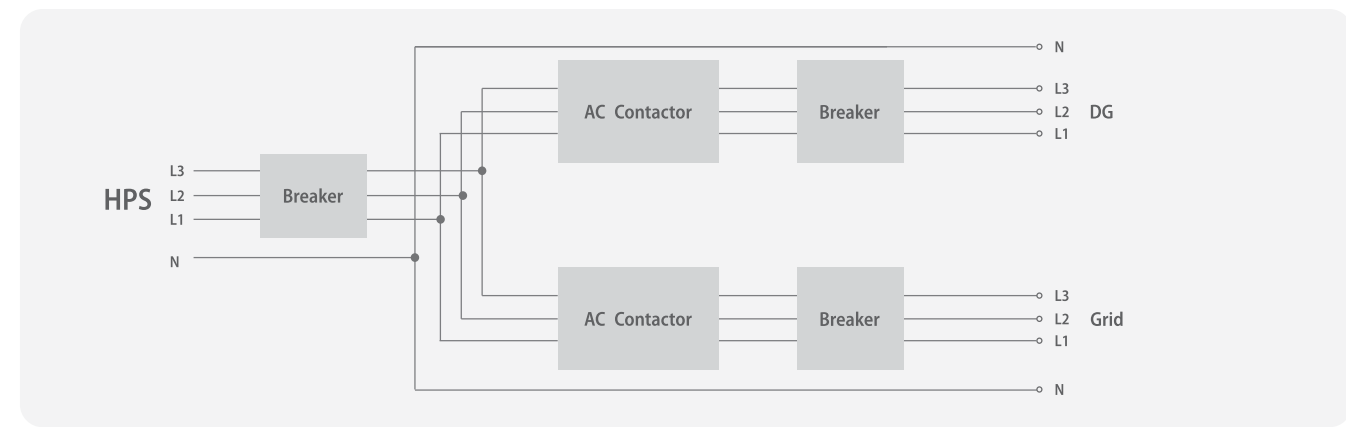 N
L3
AC Contactor
Breaker
L2 DG
L1
L3
HPS
L2
Breaker
L1
N
L3
AC Contactor
Breaker
L2 Grid
L1
N